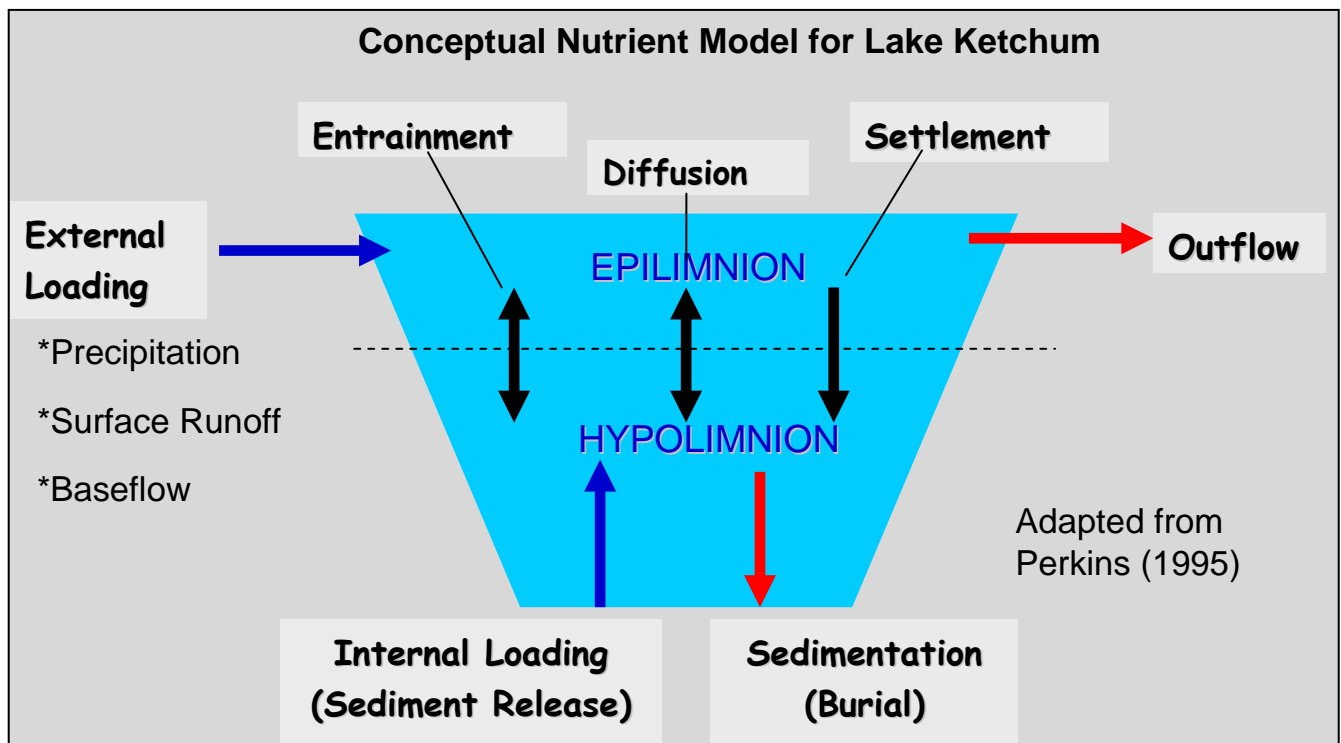 Conceptual Nutrient Model for Lake Ketchum
Entrainment
Diffusion
Settlement
External
Loading
*Precipitation
*Surface Runoff
*Baseflow
EPILIMNION
HYPOLIMNION
Outflow
Adapted from
Perkins (1995)
Internal Loading
(Sediment Release)
Sedimentation
(Burial)